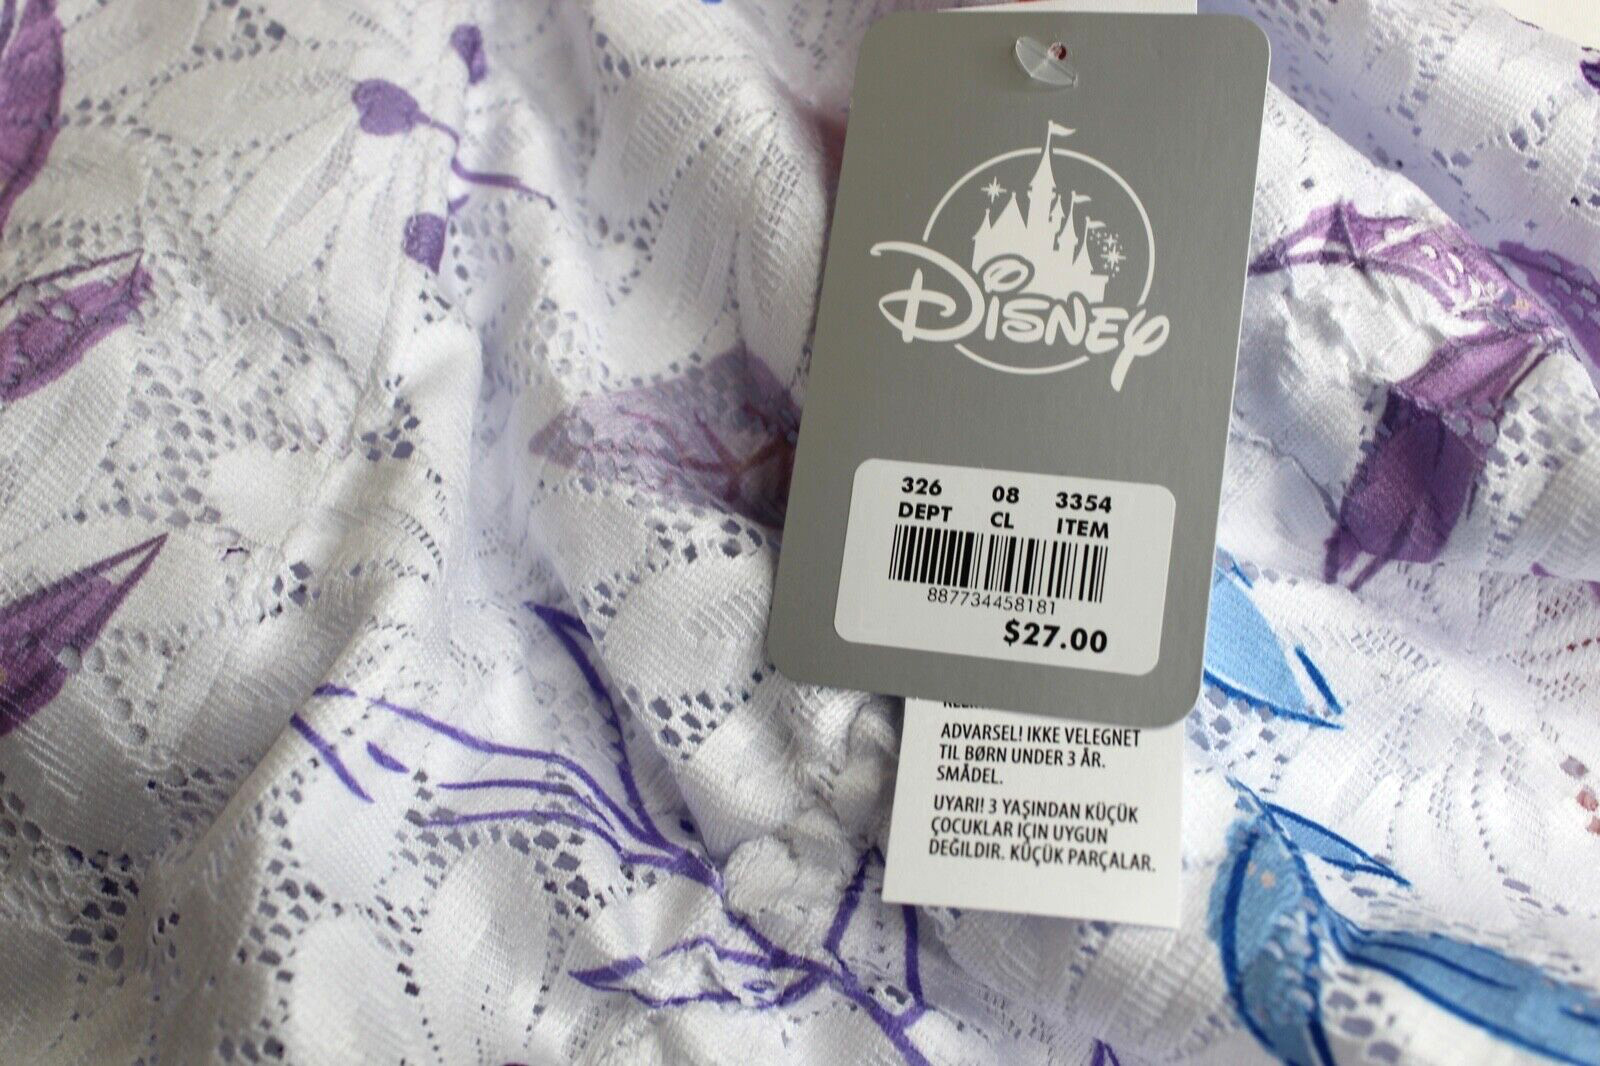 Disney
326 08 3354
DEPT CL ITEM
887734458181
$27.00
ADVARSEL! IKKE VELEGNET
TIL BØRN UNDER 3 ÅR.
SMÅDEL.
UYARI! 3 YAŞINDAN KÜÇÜK
ÇOCUKLAR IÇIN UYGUN
DEĞILDIR. KÜÇÜK PARÇALAR.